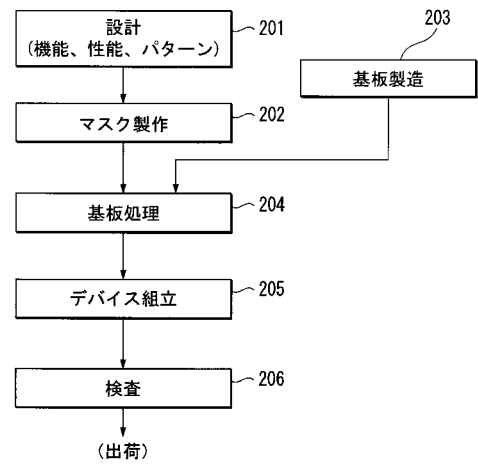 設計
(機能、性能、パターン)
201
203
基板製造
マスク製作
202
基板処理
204
デバイス組立
205
検査
206
(出荷)